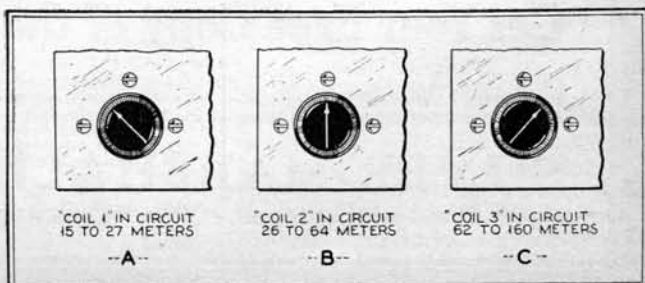 "COIL 1" IN CIRCUIT
15 TO 27 METERS
--A--
"COIL 2" IN CIRCUIT
26 TO 64 METERS
--B--
"COIL 3" IN CIRCUIT
62 TO 160 METERS
--C--